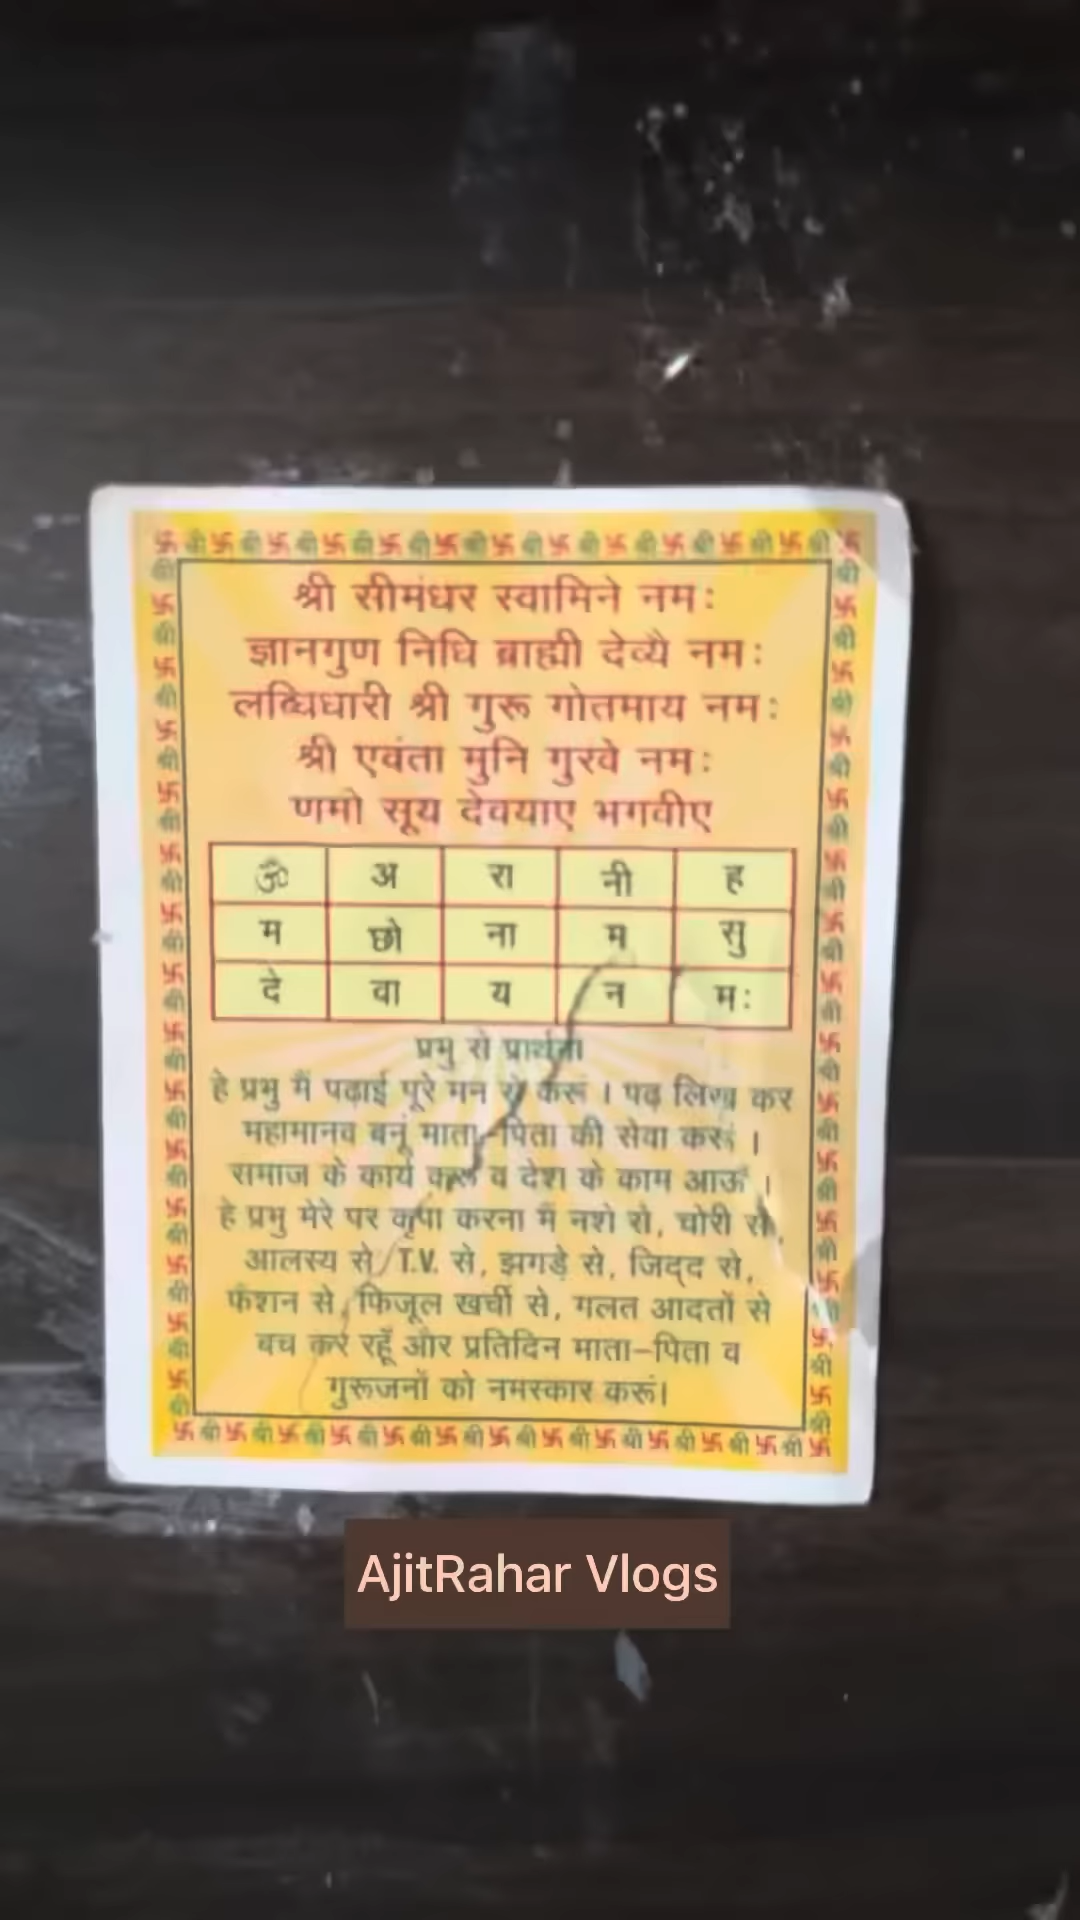 श्री सीमंधर स्वामिने नमः
ज्ञानगुण निधि ब्राह्मी देव्यै नमः
लब्धिधारी श्री गुरू गोतमाय नमः
श्री एवंता मुनि गुरवे नमः
णमो सूय देवयाए भगवीए
ॐ अ रा नी ह
म छो ना म सु
दे वा य न मः
प्रभु से प्रार्थना
हे प्रभु मैं पढ़ाई पूरे मन से करूं । पढ़ लिख कर
महामानव बनूं माता-पिता की सेवा करूं ।
समाज के कार्य करूं व देश के काम आऊँ ।
हे प्रभु मेरे पर कृपा करना मैं नशे से, चोरी से,
आलस्य से, T.V. से, झगड़े से, जिद्द से,
फैशन से, फिजूल खर्ची से, गलत आदतों से
बच कर रहूँ और प्रतिदिन माता-पिता व
गुरूजनों को नमस्कार करूं।
AjitRahar Vlogs